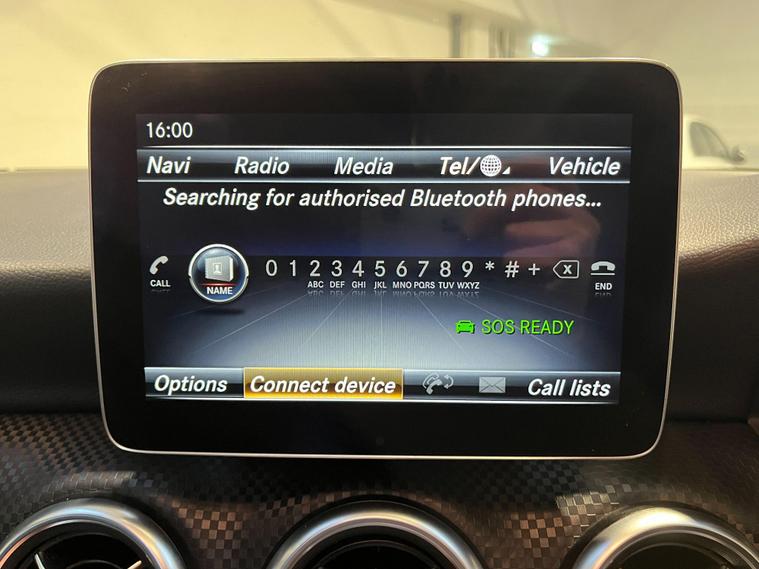 16:00
Navi Radio Media Tel/ Vehicle
Searching for authorised Bluetooth phones...
CALL NAME 0 1 2 ABC 3 DEF 4 GHI 5 JKL 6 MNO 7 PQRS 8 TUV 9 WXYZ * # + X END
SOS READY
Options Connect device Call lists